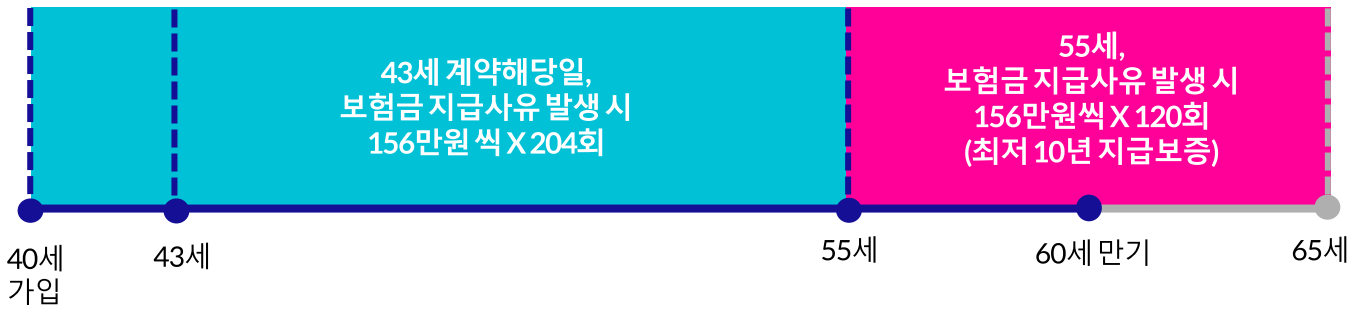 43세 계약해당일,
보험금 지급사유 발생 시
156만원 씩 X 204회
55세,
보험금 지급사유 발생 시
156만원씩 X 120회
(최저 10년 지급보증)
40세
가입
43세
55세
60세 만기
65세